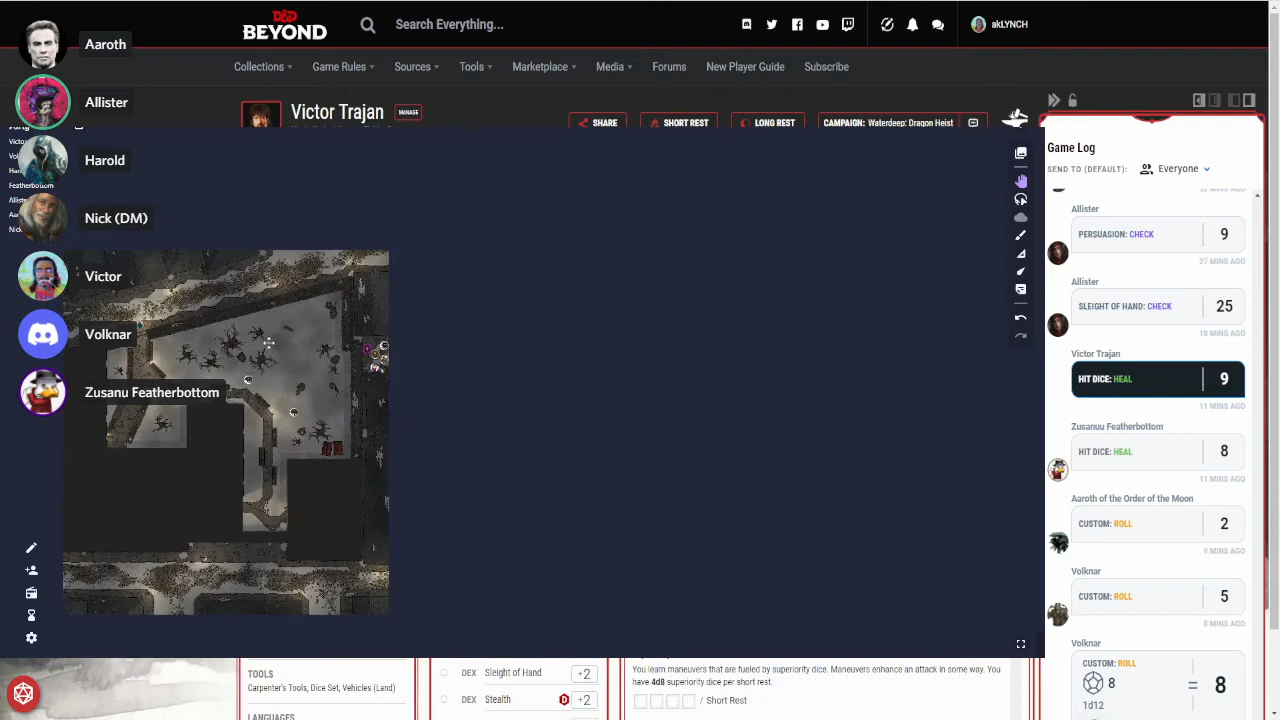 D&D
BEYOND
Search Everything...
akLYNCH
Collections
Game Rules
Sources
Tools
Marketplace
Media
Forums
New Player Guide
Subscribe
Victor Trajan
MANAGE
SHARE
SHORT REST
LONG REST
CAMPAIGN: Waterdeep: Dragon Heist
Aaroth
Allister
Harold
Featherbottom
Nick (DM)
Victor
Volknar
Zusanu Featherbottom
Game Log
SEND TO (DEFAULT): Everyone
Allister
PERSUASION: CHECK 9
27 MINS AGO
Allister
SLEIGHT OF HAND: CHECK 25
18 MINS AGO
Victor Trajan
HIT DICE: HEAL 9
11 MINS AGO
Zusanuu Featherbottom
HIT DICE: HEAL 8
11 MINS AGO
Aaroth of the Order of the Moon
CUSTOM: ROLL 2
9 MINS AGO
Volknar
CUSTOM: ROLL 5
8 MINS AGO
Volknar
CUSTOM: ROLL
8 = 8
1d12
TOOLS
Carpenter's Tools, Dice Set, Vehicles (Land)
LANGUAGES
DEX Sleight of Hand +2
DEX Stealth D +2
You learn maneuvers that are fueled by superiority dice. Maneuvers enhance an attack in some way. You
have 4d8 superiority dice per short rest.
/ Short Rest